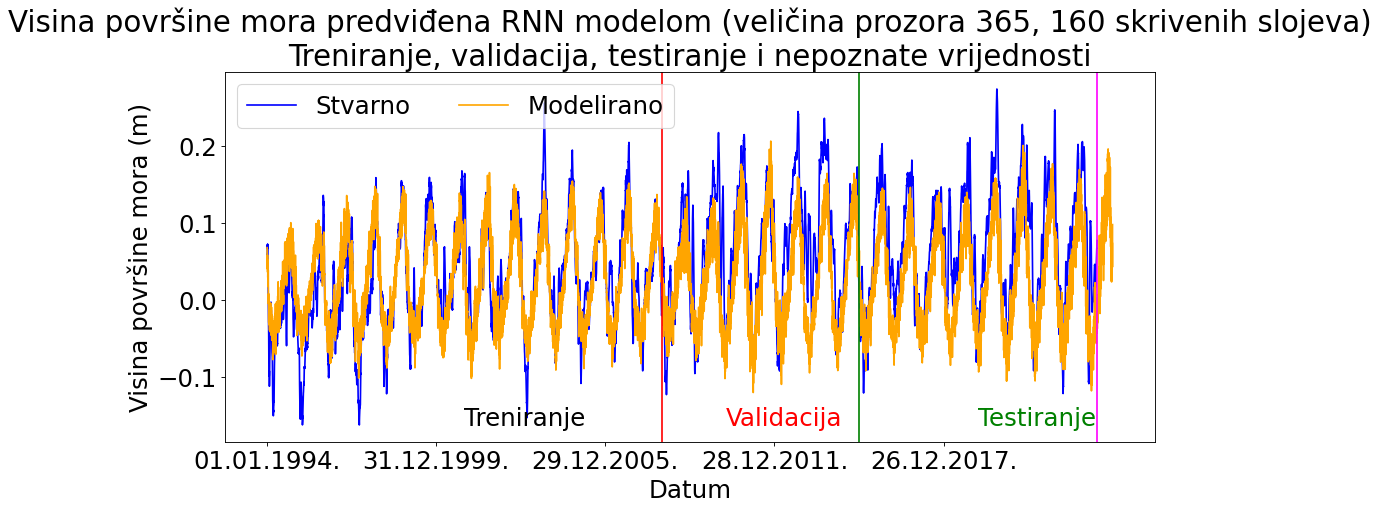 Visina površine mora predviđena RNN modelom (veličina prozora 365, 160 skrivenih slojeva)
Treniranje, validacija, testiranje i nepoznate vrijednosti
Stvarno Modelirano
Visina površine mora (m)
0.2
0.1
0.0
−0.1
Treniranje Validacija Testiranje
01.01.1994. 31.12.1999. 29.12.2005. 28.12.2011. 26.12.2017.
Datum